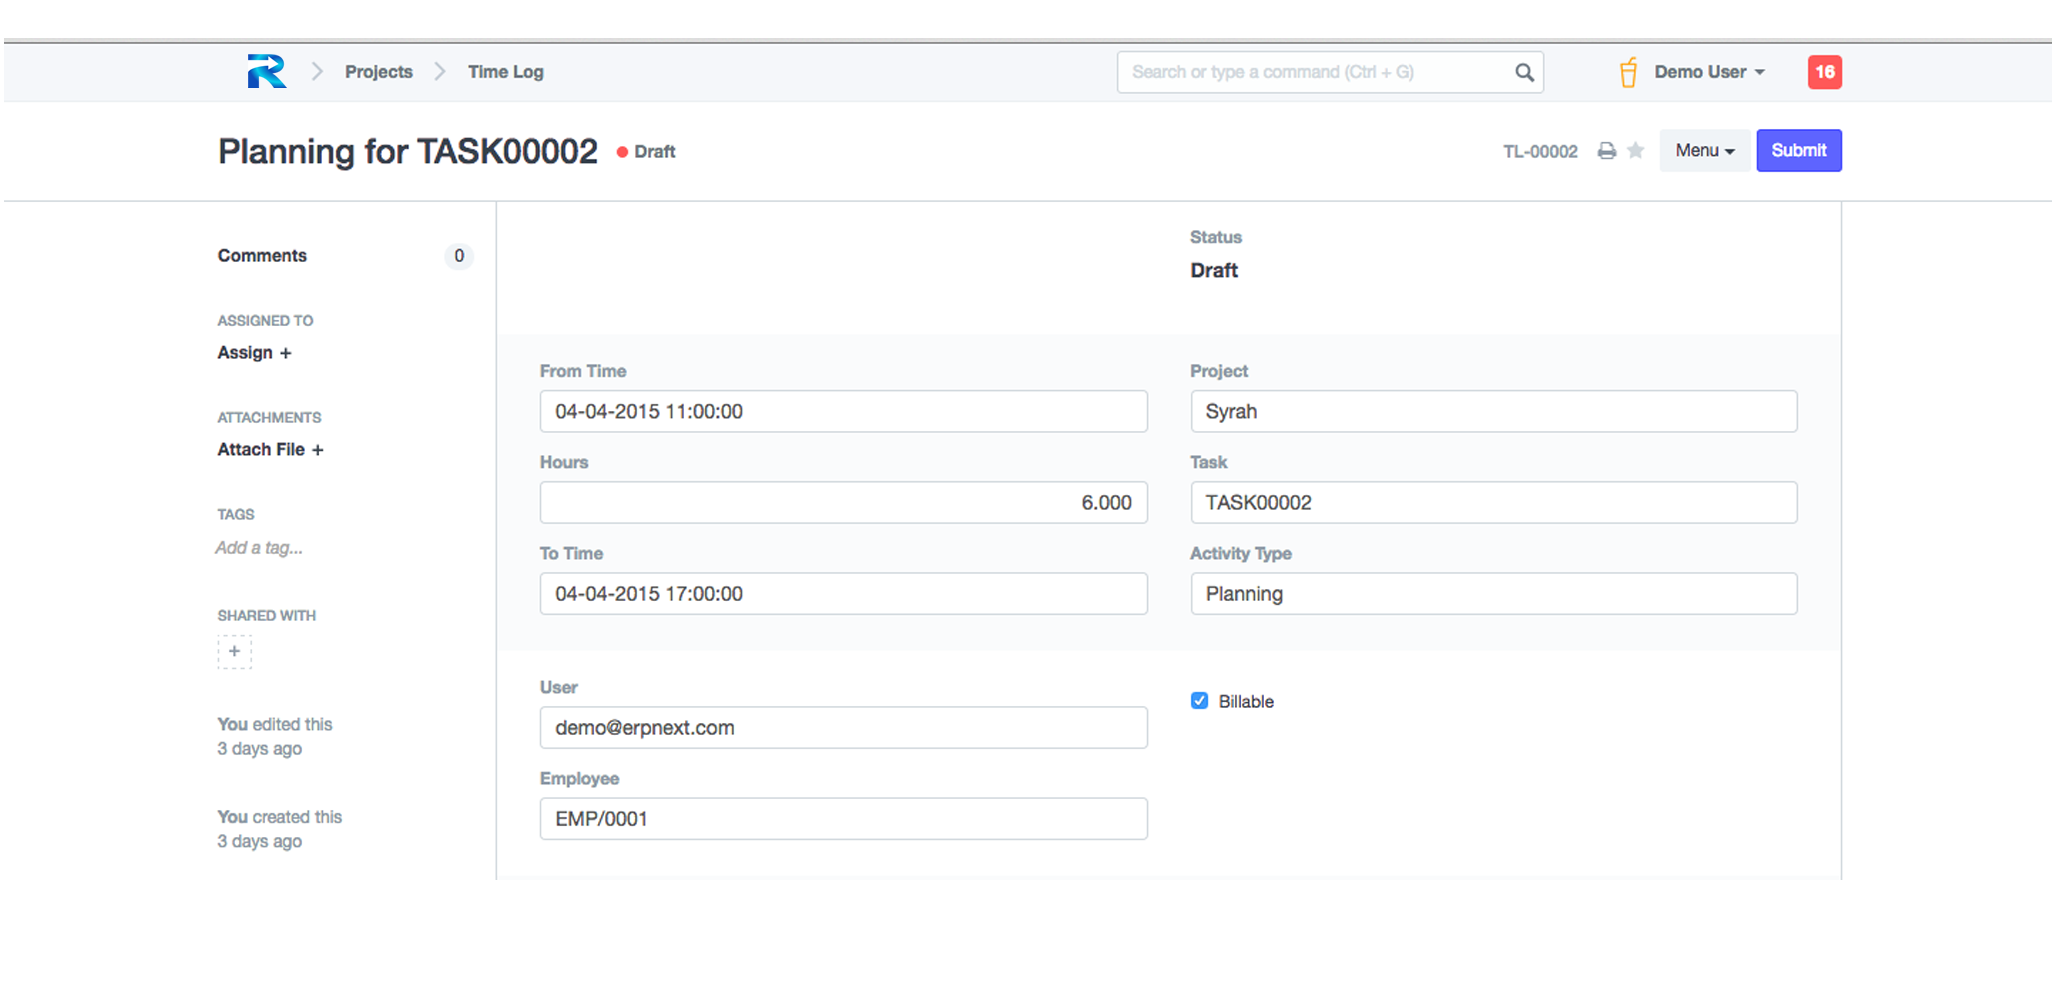 Projects
Time Log
Search or type a command (Ctrl + G)
Demo User
16
Planning for TASK00002
Draft
TL-00002
Menu
Submit
Comments
0
ASSIGNED TO
Assign +
ATTACHMENTS
Attach File +
TAGS
Add a tag...
SHARED WITH
+
You edited this
3 days ago
You created this
3 days ago
Status
Draft
From Time
04-04-2015 11:00:00
Hours
6.000
To Time
04-04-2015 17:00:00
Project
Syrah
Task
TASK00002
Activity Type
Planning
User
demo@erpnext.com
Employee
EMP/0001
Billable